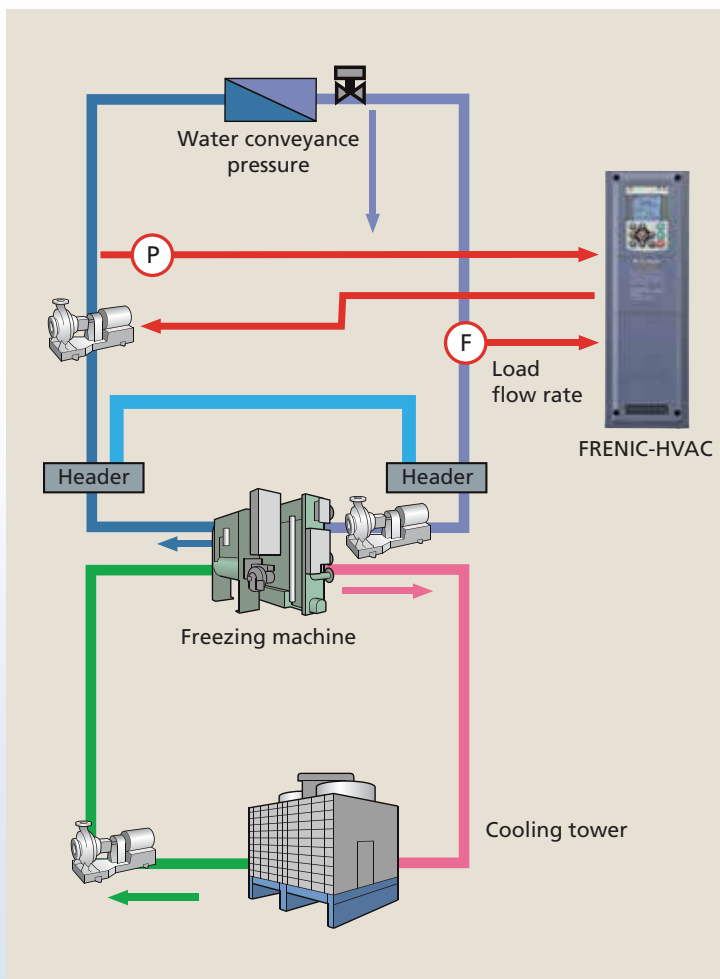 Water conveyance
pressure
P
F
Load
flow rate
FRENIC-HVAC
Header
Header
Freezing machine
Cooling tower